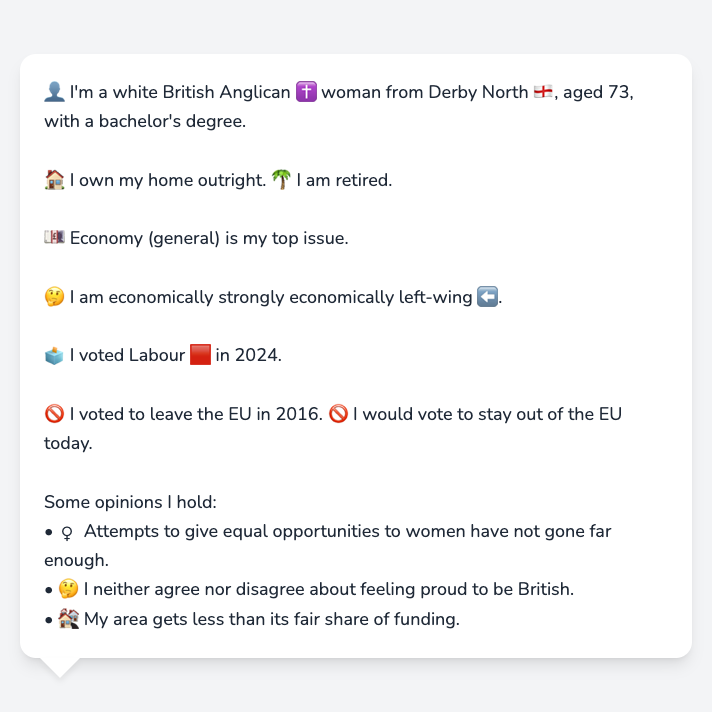 👤 I'm a white British Anglican ✝️ woman from Derby North 🏴󠁧󠁢󠁥󠁮󠁧󠁿, aged 73,
with a bachelor's degree.
🏠 I own my home outright. 🌴 I am retired.
💷 Economy (general) is my top issue.
🤔 I am economically strongly economically left-wing ⬅️.
🗳️ I voted Labour 🟥 in 2024.
🚫 I voted to leave the EU in 2016. 🚫 I would vote to stay out of the EU
today.
Some opinions I hold:
• ♀ Attempts to give equal opportunities to women have not gone far
enough.
• 🤔 I neither agree nor disagree about feeling proud to be British.
• 🏚️ My area gets less than its fair share of funding.